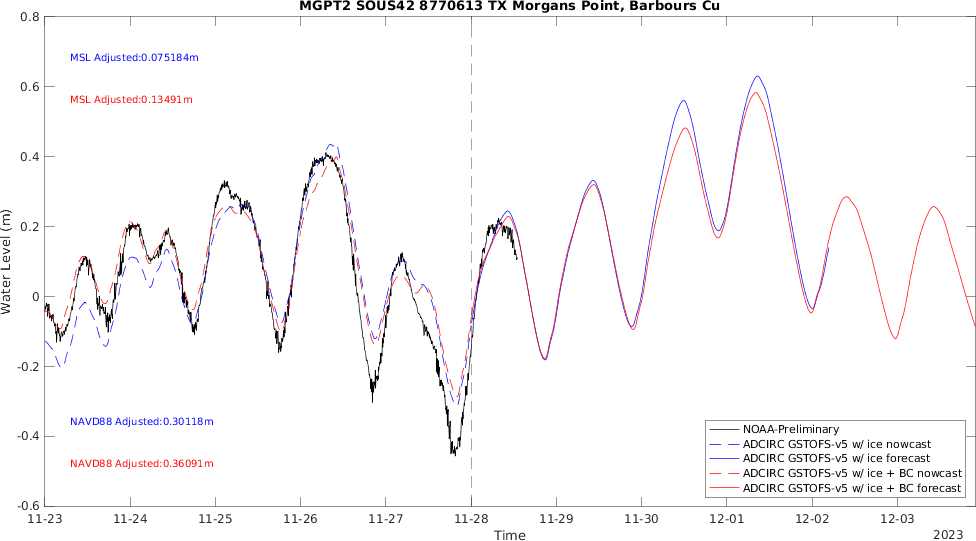 MGPT2 SOUS42 8770613 TX Morgans Point, Barbours Cu
0.8
MSL Adjusted:0.075184m
0.6
MSL Adjusted:0.13491m
0.4
0.2
Water Level (m)
0
-0.2
NAVD88 Adjusted:0.30118m
-0.4
NAVD88 Adjusted:0.36091m
-0.6
NOAA-Preliminary
ADCIRC GSTOFS-v5 w/ ice nowcast
ADCIRC GSTOFS-v5 w/ ice forecast
ADCIRC GSTOFS-v5 w/ ice + BC nowcast
ADCIRC GSTOFS-v5 w/ ice + BC forecast
11-23 11-24 11-25 11-26 11-27 11-28 11-29 11-30 12-01 12-02 12-03
Time
2023